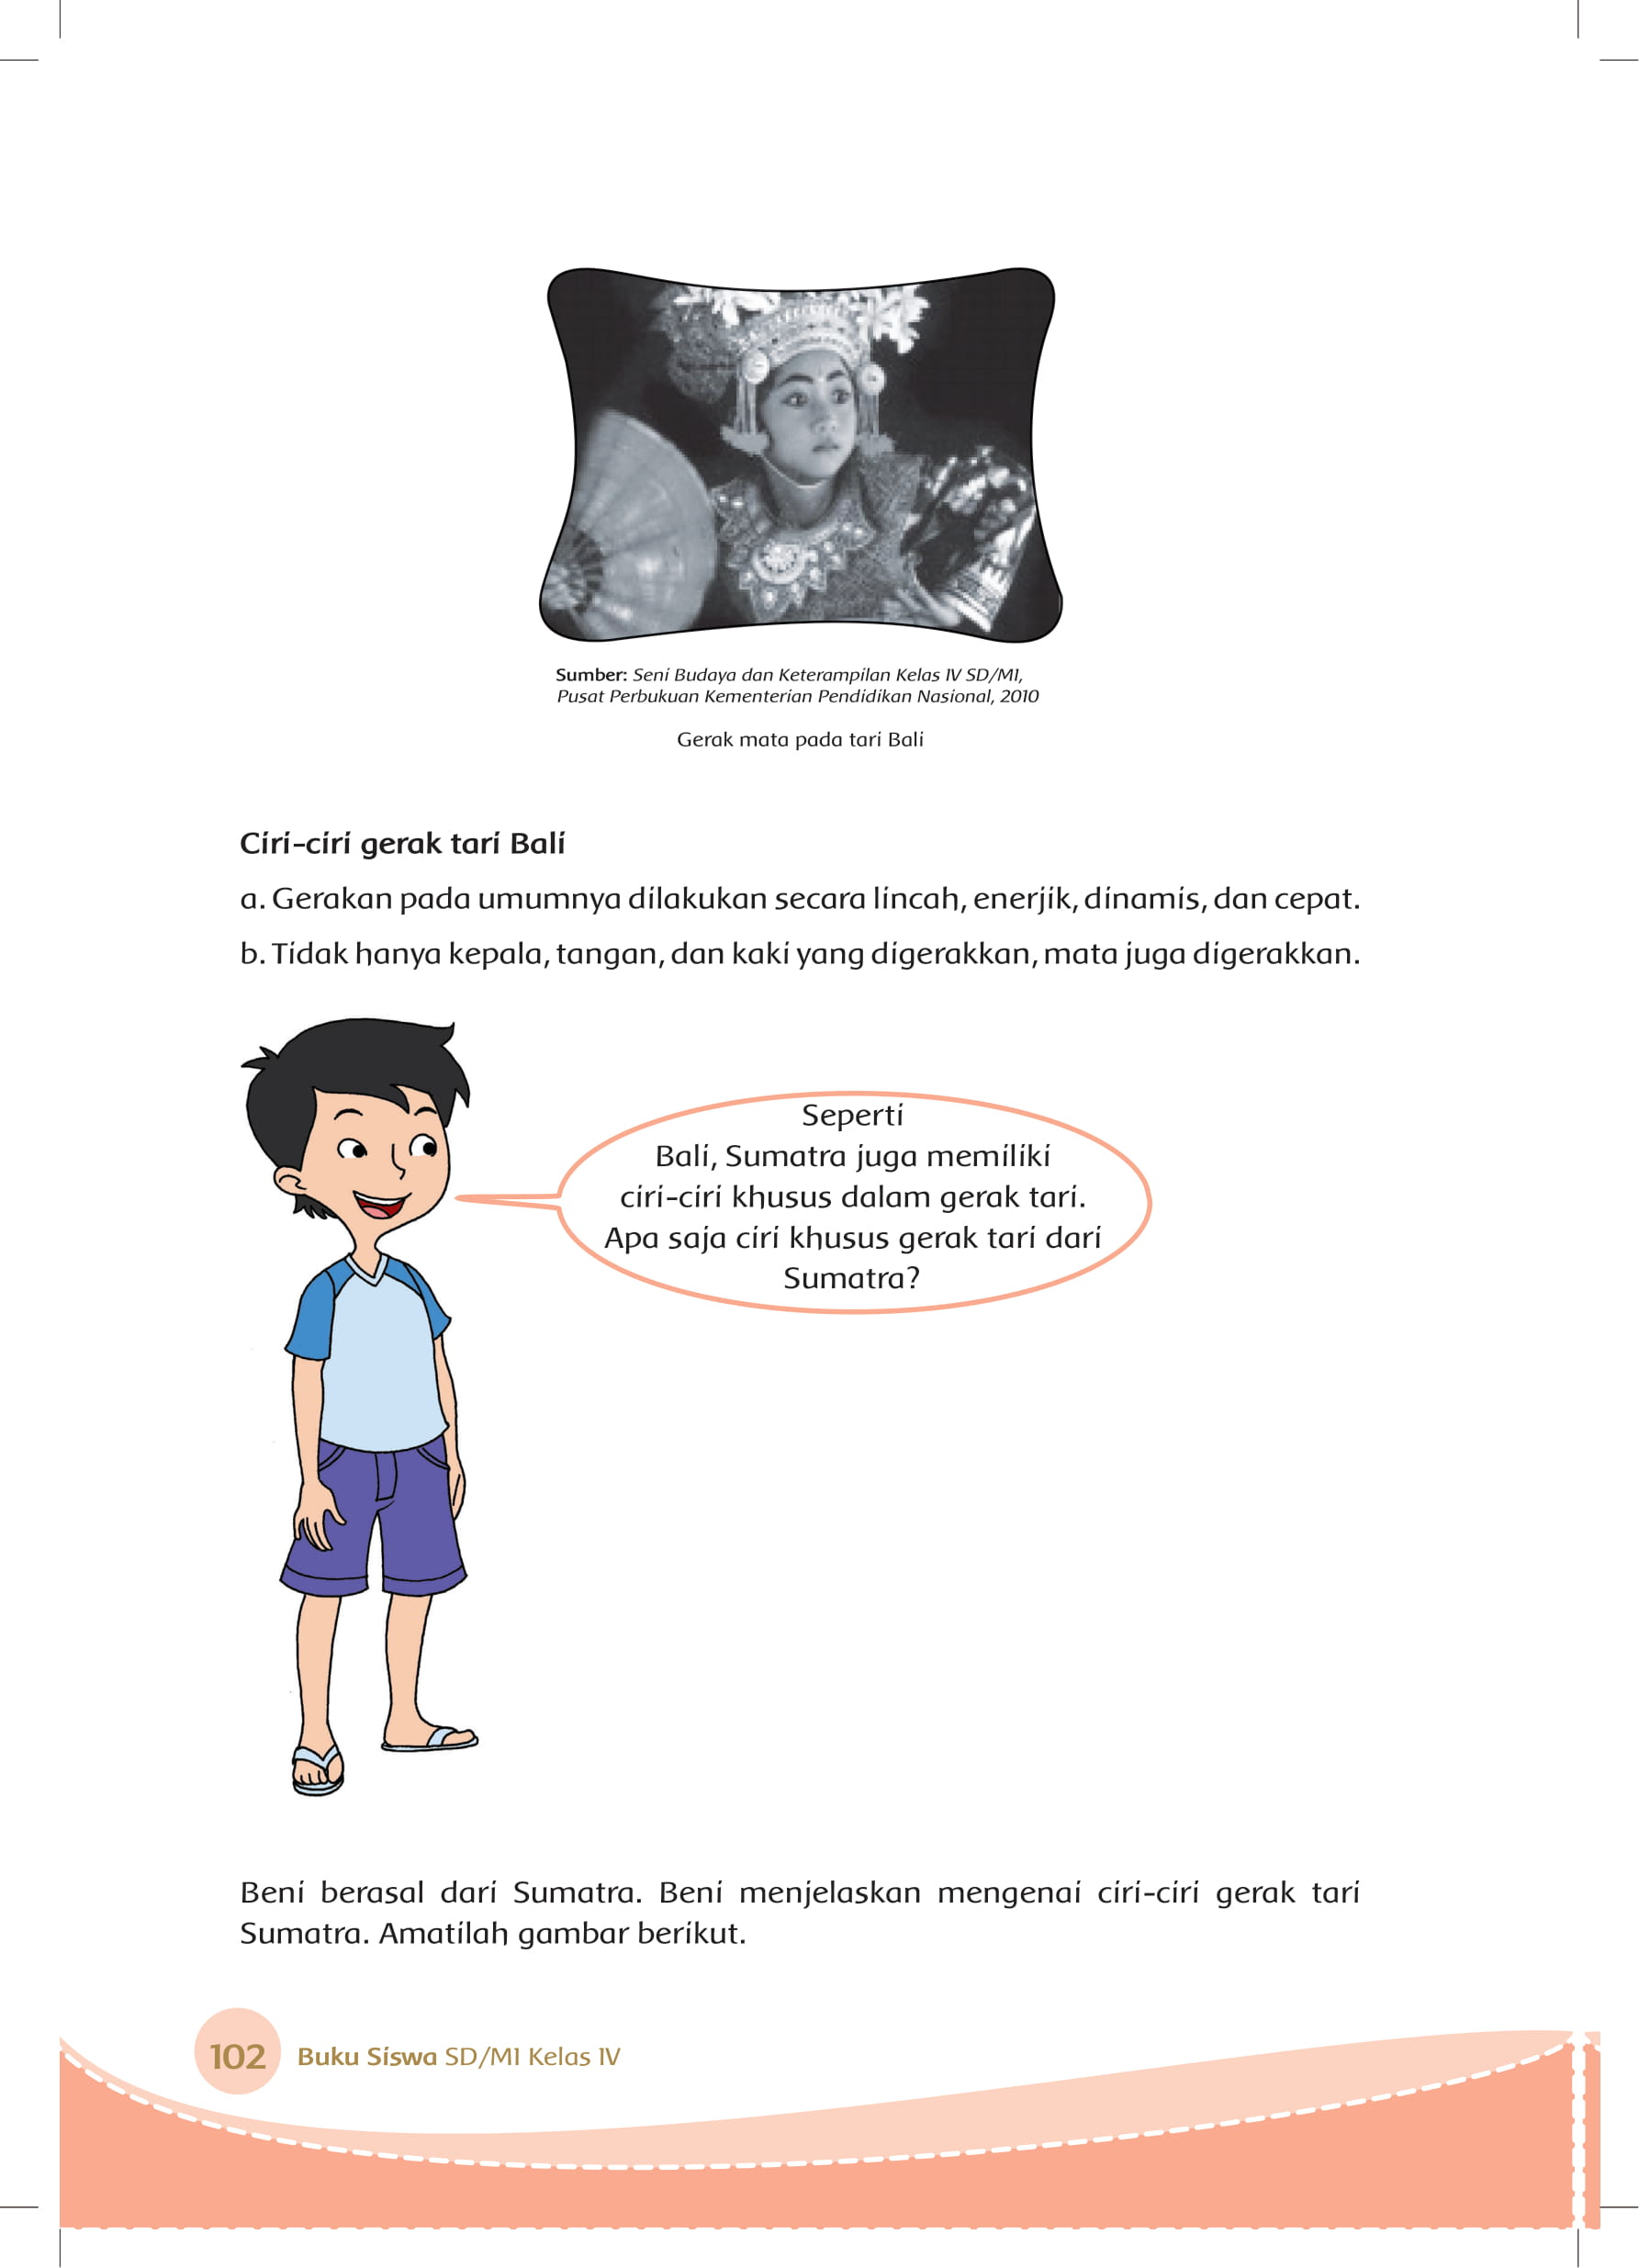 Sumber: Seni Budaya dan Keterampilan Kelas IV SD/MI,
Pusat Perbukuan Kementerian Pendidikan Nasional, 2010
Gerak mata pada tari Bali
Ciri-ciri gerak tari Bali
a. Gerakan pada umumnya dilakukan secara lincah, enerjik, dinamis, dan cepat.
b. Tidak hanya kepala, tangan, dan kaki yang digerakkan, mata juga digerakkan.
Seperti
Bali, Sumatra juga memiliki
ciri-ciri khusus dalam gerak tari.
Apa saja ciri khusus gerak tari dari
Sumatra?
Beni berasal dari Sumatra. Beni menjelaskan mengenai ciri-ciri gerak tari
Sumatra. Amatilah gambar berikut.
102 Buku Siswa SD/MI Kelas IV